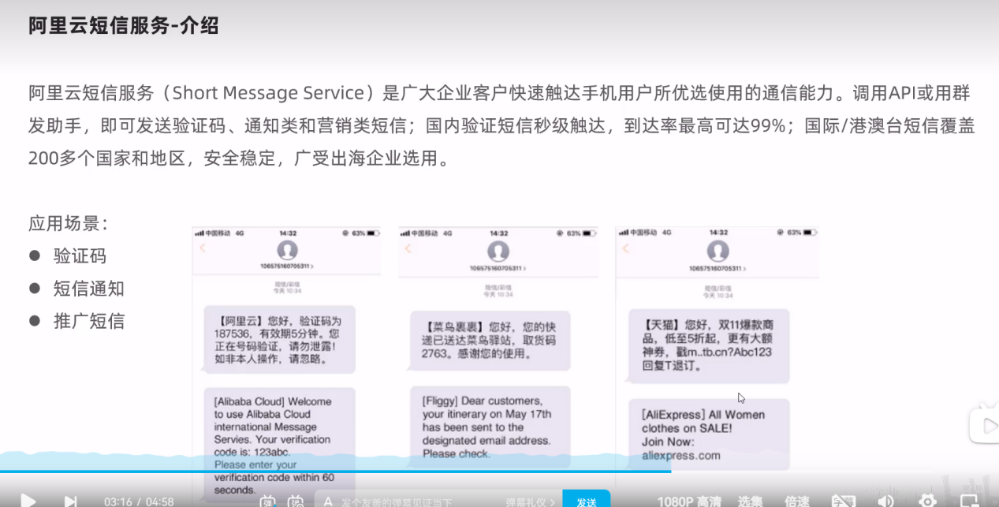 阿里云短信服务-介绍
阿里云短信服务（Short Message Service）是广大企业客户快速触达手机用户所优选使用的通信能力。调用API或用群
发助手，即可发送验证码、通知类和营销类短信；国内验证短信秒级触达，到达率最高可达99%；国际/港澳台短信覆盖
200多个国家和地区，安全稳定，广受出海企业选用。
应用场景：
● 验证码
● 短信通知
● 推广短信
中国移动 4G 14:32 63%
106575160705311 >
短信/彩信
今天 10:34
【阿里云】您好，验证码为
187536，有效期5分钟。您
正在号码验证，请勿泄露！
如非本人操作，请忽略。
[Alibaba Cloud] Welcome
to use Alibaba Cloud
international Message
Servies. Your verification
code is: 123abc.
Please enter your
verification code within 60
seconds.
中国移动 4G 14:32 63%
106575160705311 >
短信/彩信
今天 10:34
【菜鸟裹裹】您好，您的快
递已送达菜鸟驿站，取货码
2763。感谢您的使用。
[Fliggy] Dear customers,
your itinerary on May 17th
has been sent to the
designated email address.
Please check.
中国移动 4G 14:32 63%
106575160705311 >
短信/彩信
今天 10:34
【天猫】您好，双11爆款商
品，低至5折起，更有大额
神券，戳m..tb.cn?Abc123
回复T退订。
[AliExpress] All Women
clothes on SALE!
Join Now:
aliexpress.com
03:16 / 04:58 弹 弹 A 发个友善的弹幕见证当下 弹幕礼仪 > 发送 1080P 高清 选集 倍速